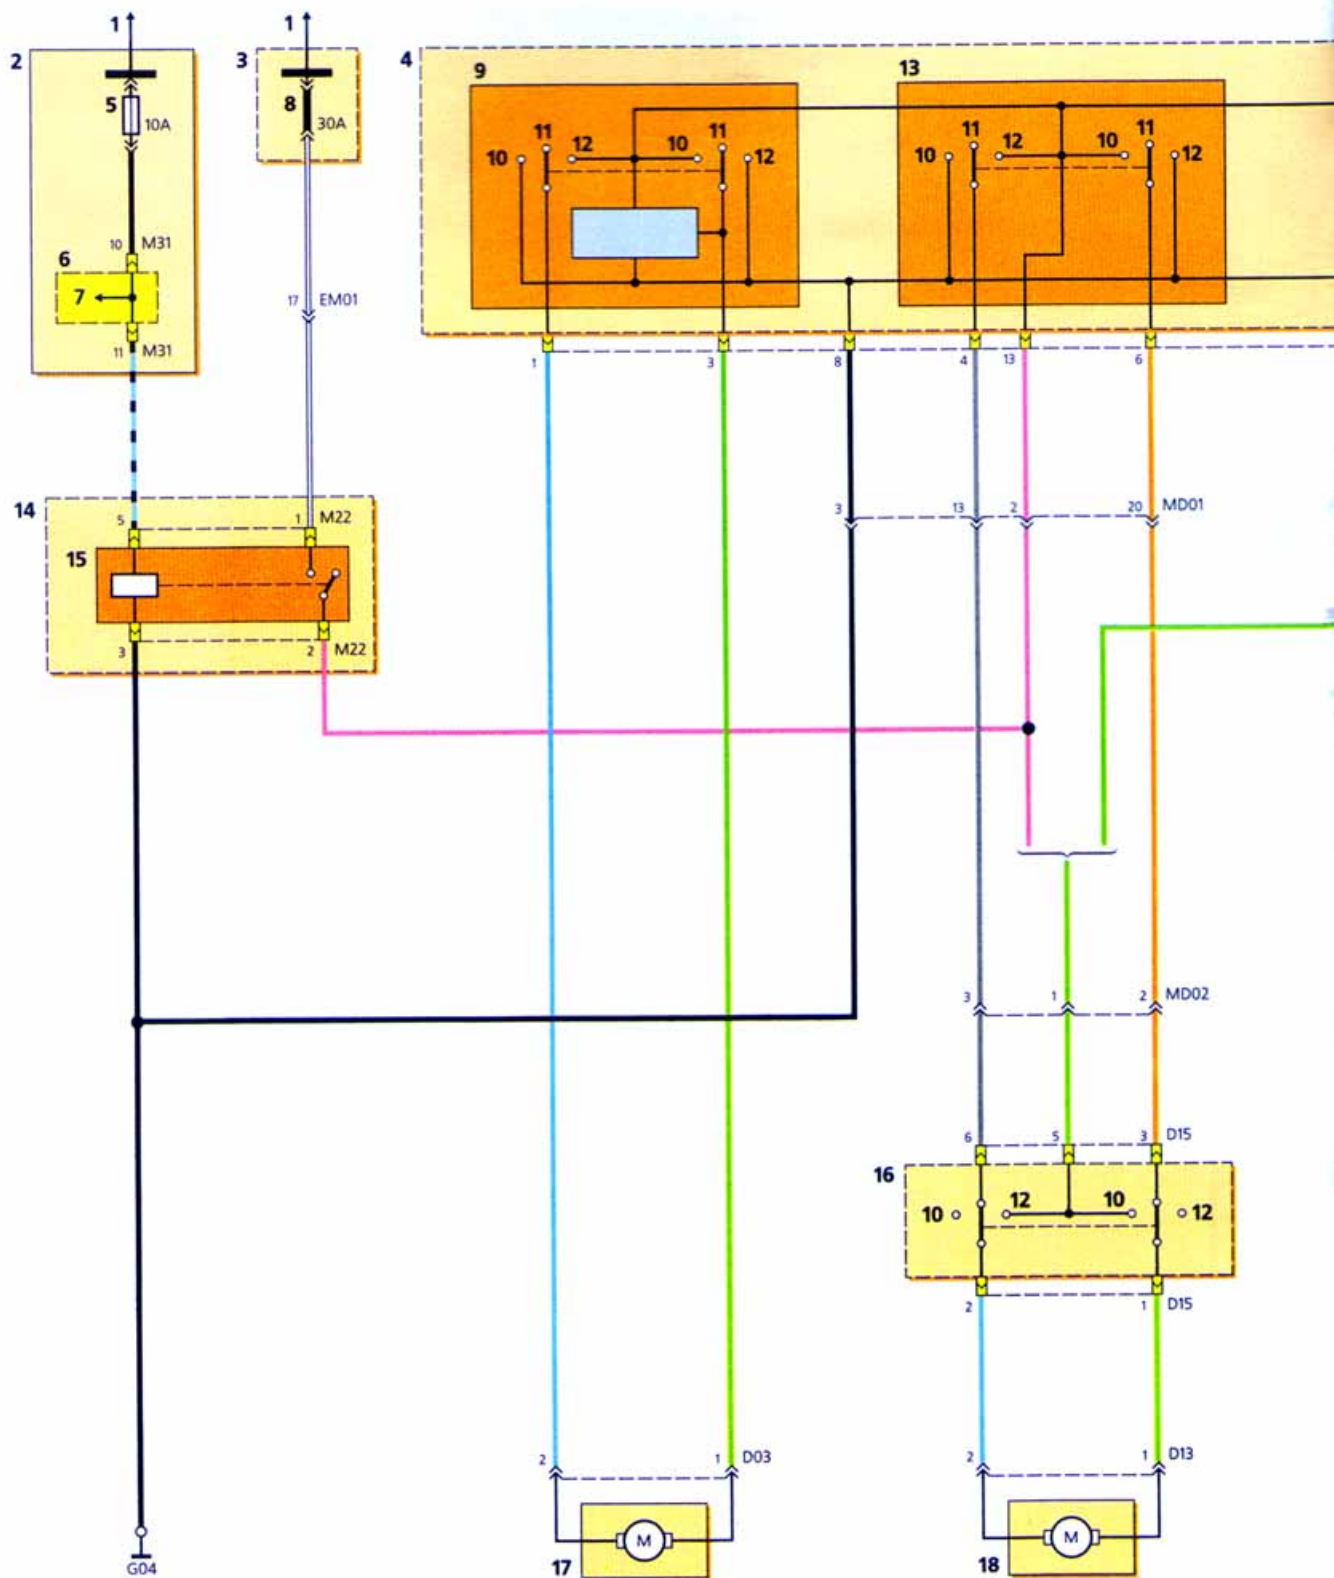 1 1
2 3 4 9 13
5 10A 8 30A
11 11 11 11
10 12 10 12 10 12 10 12
10 M31
6
7
17 EM01
11 M31
1 3 8 4 13 6
14 5 1 M22 3 13 2 20 MD01
15
3 2 M22
3 1 2 MD02
6 5 3 D15
16
10 12 10 12
2 1 D15
2 1 D03 2 1 D13
M M
17 18
G04